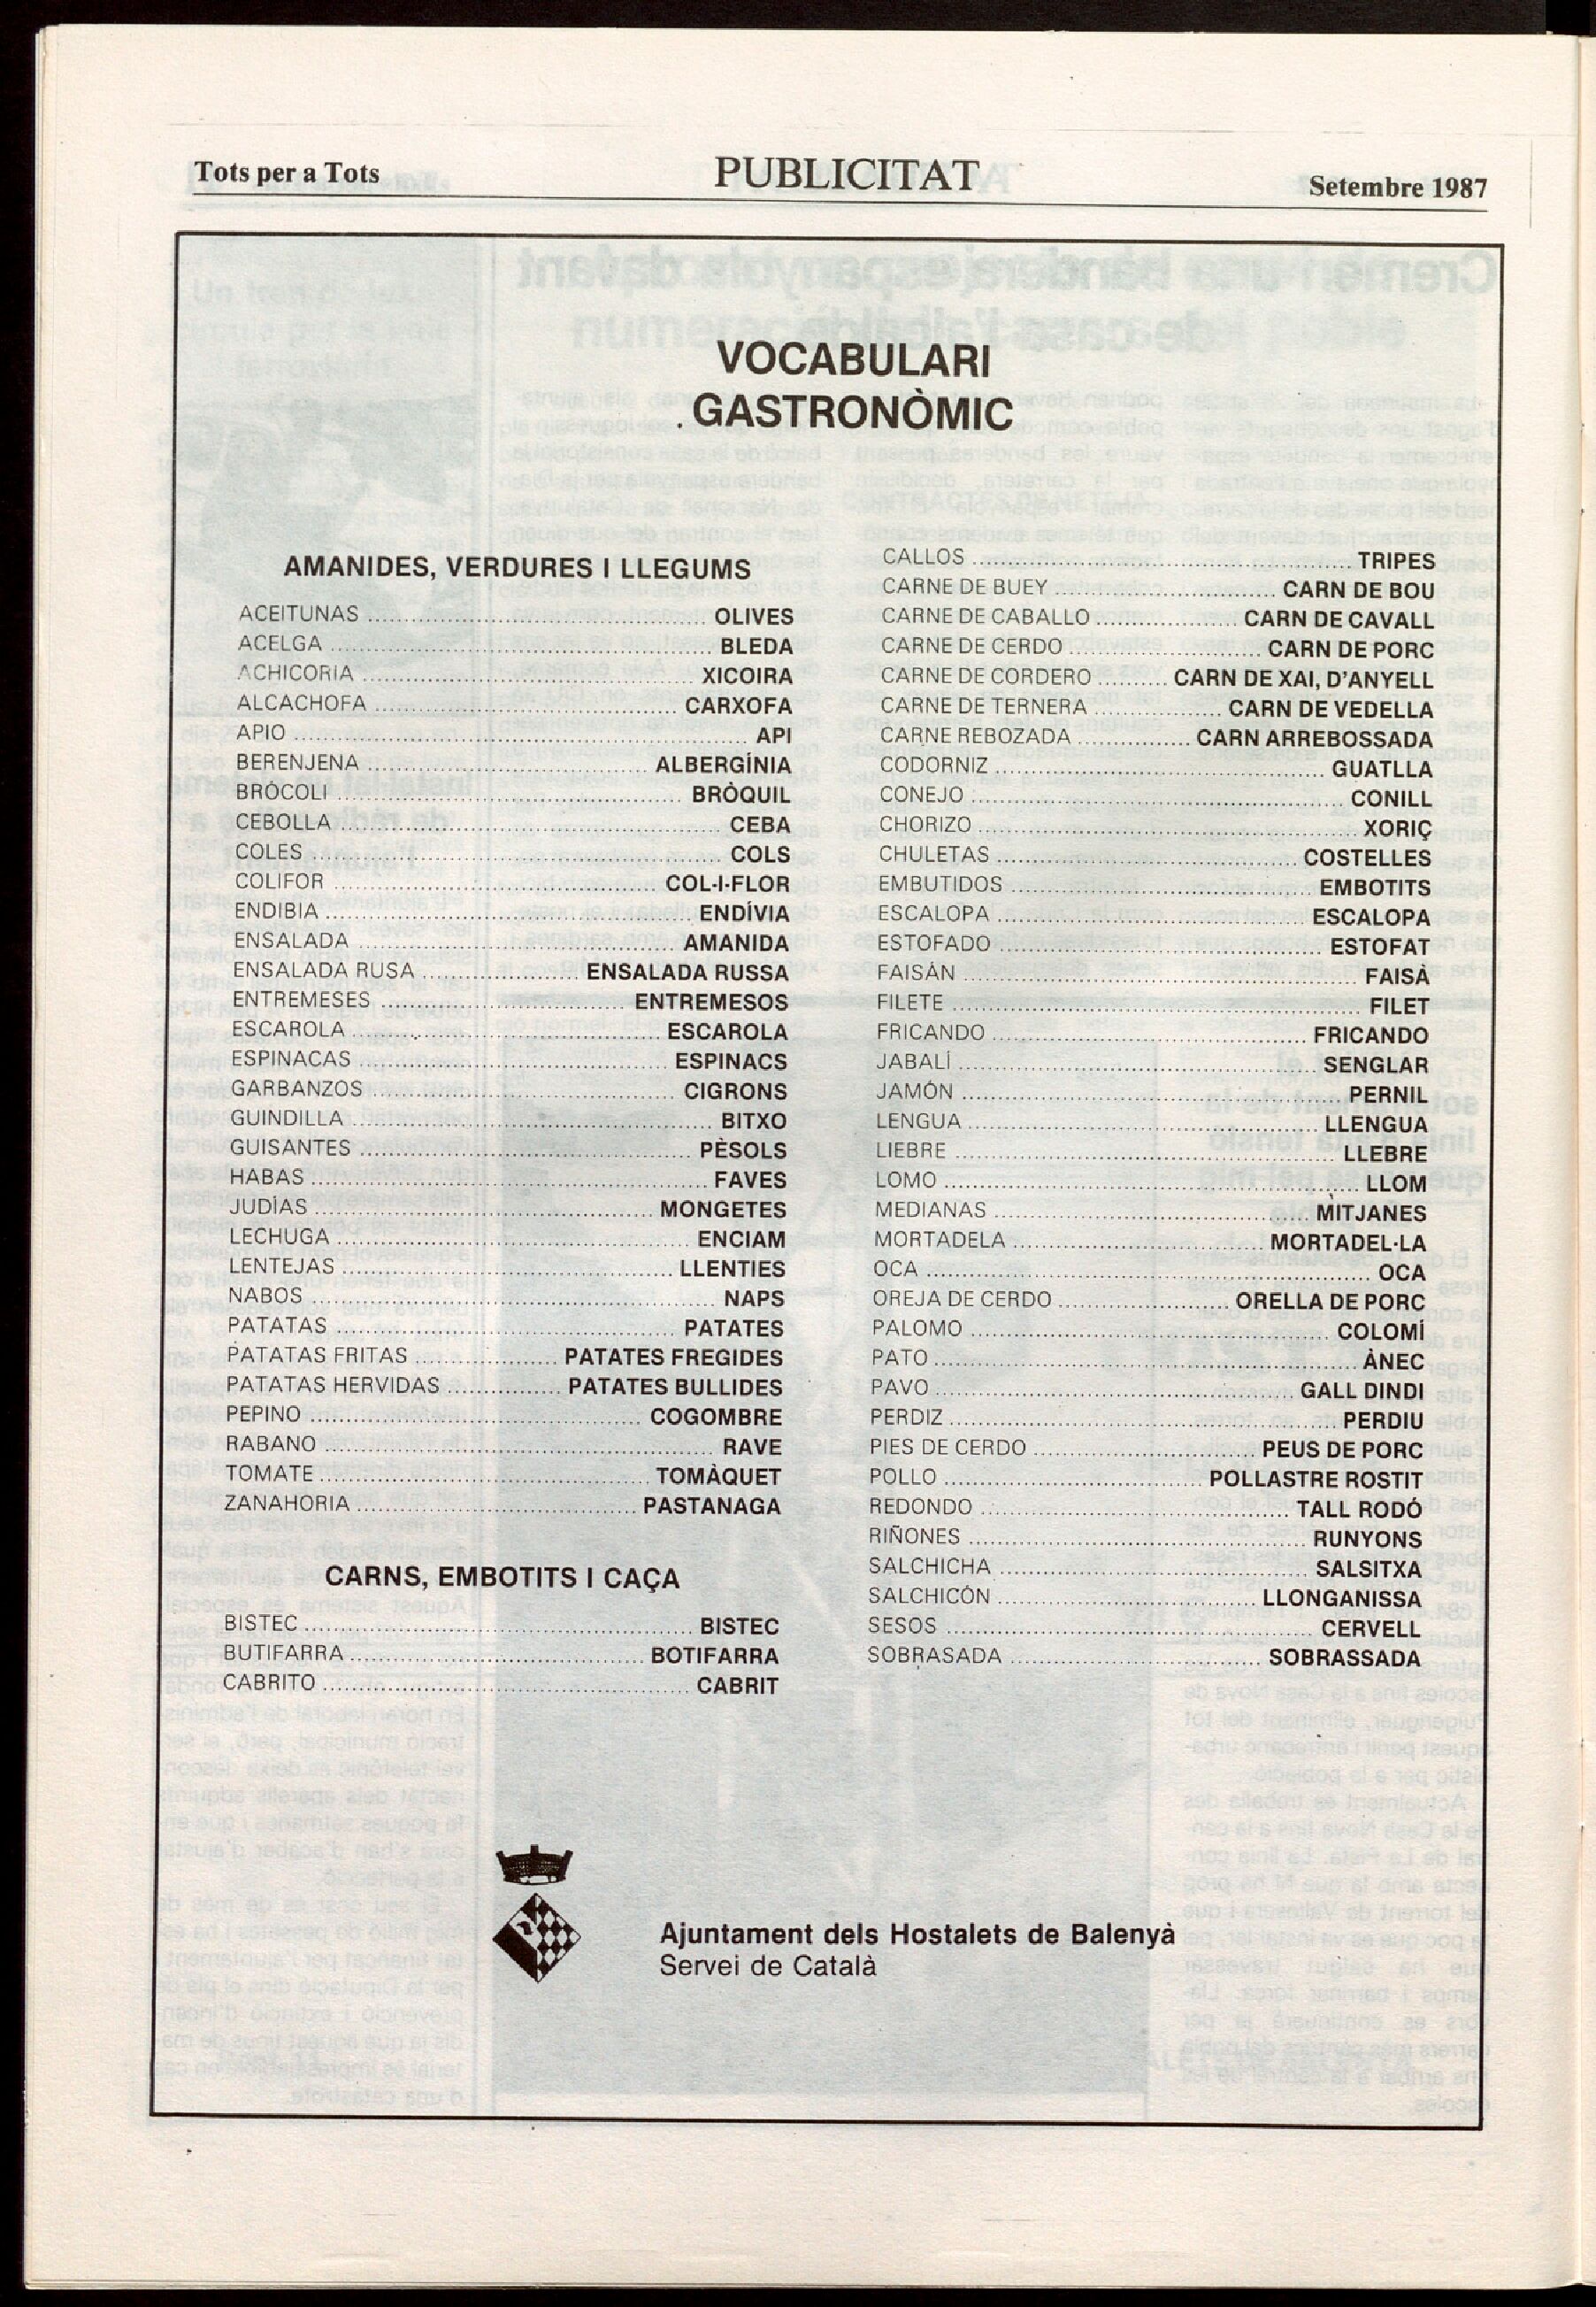 Tots per a Tots
PUBLICITAT
Setembre 1987
VOCABULARI
GASTRONÒMIC
AMANIDES, VERDURES I LLEGUMS
ACEITUNAS ........ OLIVES
ACELGA ........ BLEDA
ACHICORIA ........ XICOIRA
ALCACHOFA ........ CARXOFA
APIO ........ API
BERENJENA ........ ALBERGÍNIA
BRÓCOLI ........ BRÒQUIL
CEBOLLA ........ CEBA
COLES ........ COLS
COLIFOR ........ COL-I-FLOR
ENDIBIA ........ ENDÍVIA
ENSALADA ........ AMANIDA
ENSALADA RUSA ........ ENSALADA RUSSA
ENTREMESES ........ ENTREMESOS
ESCAROLA ........ ESCAROLA
ESPINACAS ........ ESPINACS
GARBANZOS ........ CIGRONS
GUINDILLA ........ BITXO
GUISANTES ........ PÈSOLS
HABAS ........ FAVES
JUDÍAS ........ MONGETES
LECHUGA ........ ENCIAM
LENTEJAS ........ LLENTIES
NABOS ........ NAPS
PATATAS ........ PATATES
PATATAS FRITAS ........ PATATES FREGIDES
PATATAS HERVIDAS ........ PATATES BULLIDES
PEPINO ........ COGOMBRE
RABANO ........ RAVE
TOMATE ........ TOMÀQUET
ZANAHORIA ........ PASTANAGA
CARNS, EMBOTITS I CAÇA
BISTEC ........ BISTEC
BUTIFARRA ........ BOTIFARRA
CABRITO ........ CABRIT
CALLOS ........ TRIPES
CARNE DE BUEY ........ CARN DE BOU
CARNE DE CABALLO ........ CARN DE CAVALL
CARNE DE CERDO ........ CARN DE PORC
CARNE DE CORDERO ........ CARN DE XAI, D'ANYELL
CARNE DE TERNERA ........ CARN DE VEDELLA
CARNE REBOZADA ........ CARN ARREBOSSADA
CODORNIZ ........ GUATLLA
CONEJO ........ CONILL
CHORIZO ........ XORIÇ
CHULETAS ........ COSTELLES
EMBUTIDOS ........ EMBOTITS
ESCALOPA ........ ESCALOPA
ESTOFADO ........ ESTOFAT
FAISÁN ........ FAISÀ
FILETE ........ FILET
FRICANDO ........ FRICANDO
JABALÍ ........ SENGLAR
JAMÓN ........ PERNIL
LENGUA ........ LLENGUA
LIEBRE ........ LLEBRE
LOMO ........ LLOM
MEDIANAS ........ MITJANES
MORTADELA ........ MORTADEL·LA
OCA ........ OCA
OREJA DE CERDO ........ ORELLA DE PORC
PALOMO ........ COLOMÍ
PATO ........ ÀNEC
PAVO ........ GALL DINDI
PERDIZ ........ PERDIU
PIES DE CERDO ........ PEUS DE PORC
POLLO ........ POLLASTRE ROSTIT
REDONDO ........ TALL RODÓ
RIÑONES ........ RUNYONS
SALCHICHA ........ SALSITXA
SALCHICÓN ........ LLONGANISSA
SESOS ........ CERVELL
SOBRASADA ........ SOBRASSADA
Ajuntament dels Hostalets de Balenyà
Servei de Català